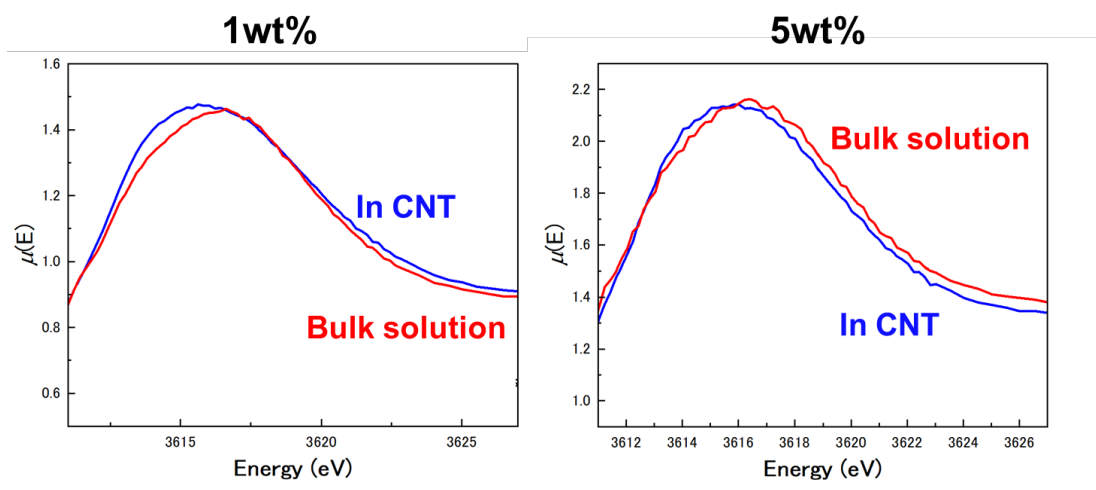 1wt%
1.6
1.4
1.2
1.0
0.8
0.6
μ(E)
In CNT
Bulk solution
3615
3620
3625
Energy (eV)
5wt%
2.2
2.0
1.8
1.6
1.4
1.2
1.0
μ(E)
Bulk solution
In CNT
3612
3614
3616
3618
3620
3622
3624
3626
Energy (eV)